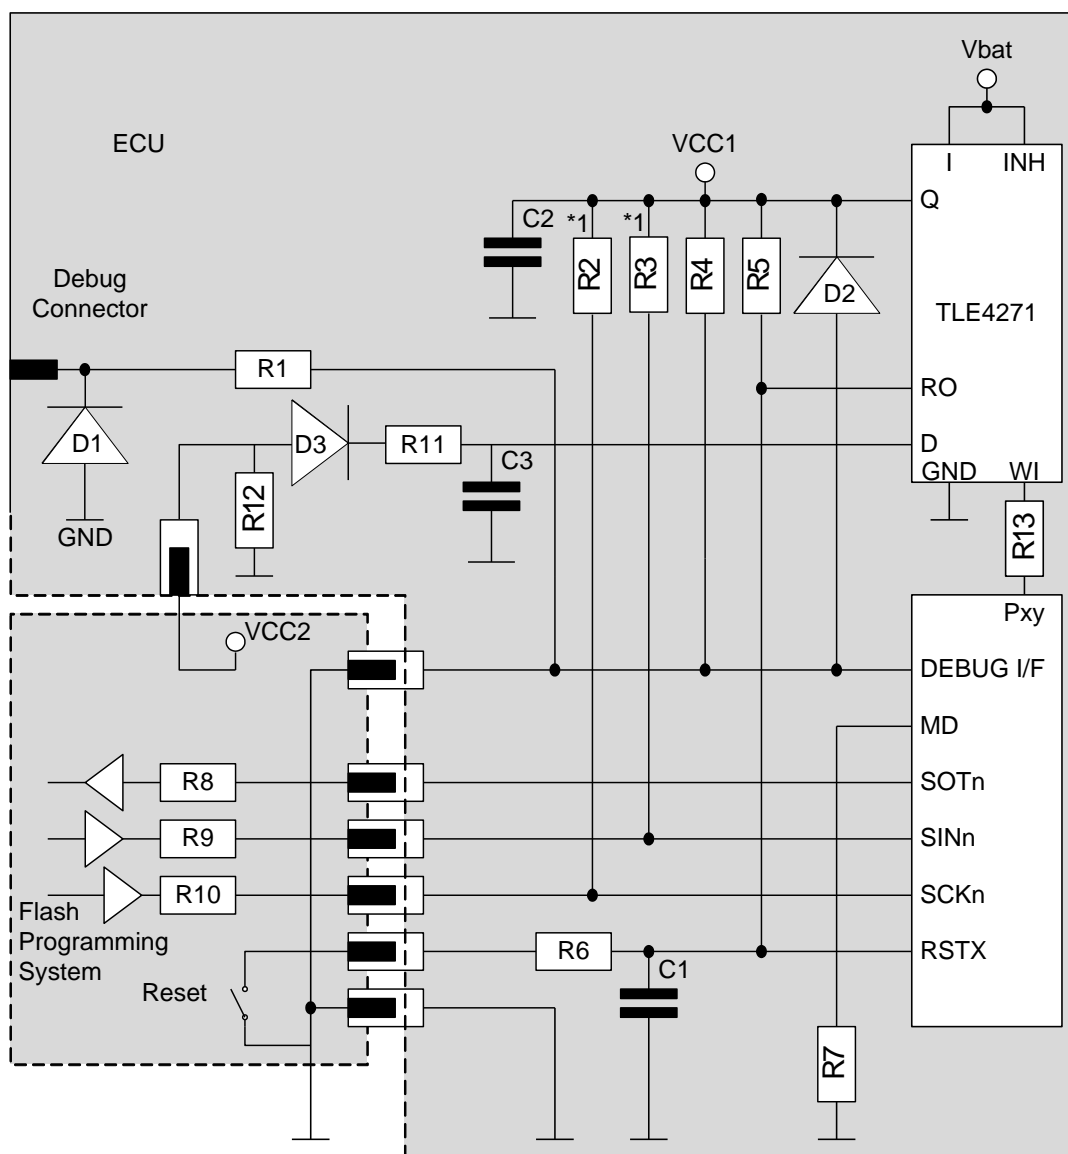 Vbat
ECU
VCC1
I
INH
Q
C2
*1
*1
R2
R3
R4
R5
D2
TLE4271
Debug
Connector
R1
RO
D1
D3
R11
D
C3
GND
WI
R12
GND
R13
Pxy
VCC2
DEBUG I/F
MD
R8
SOTn
R9
SINn
R10
SCKn
Flash
Programming
System
R6
RSTX
C1
Reset
R7